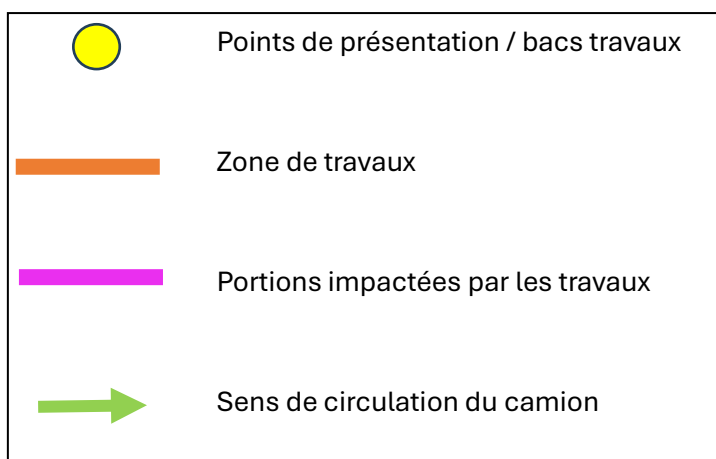 Points de présentation / bacs travaux
Zone de travaux
Portions impactées par les travaux
Sens de circulation du camion